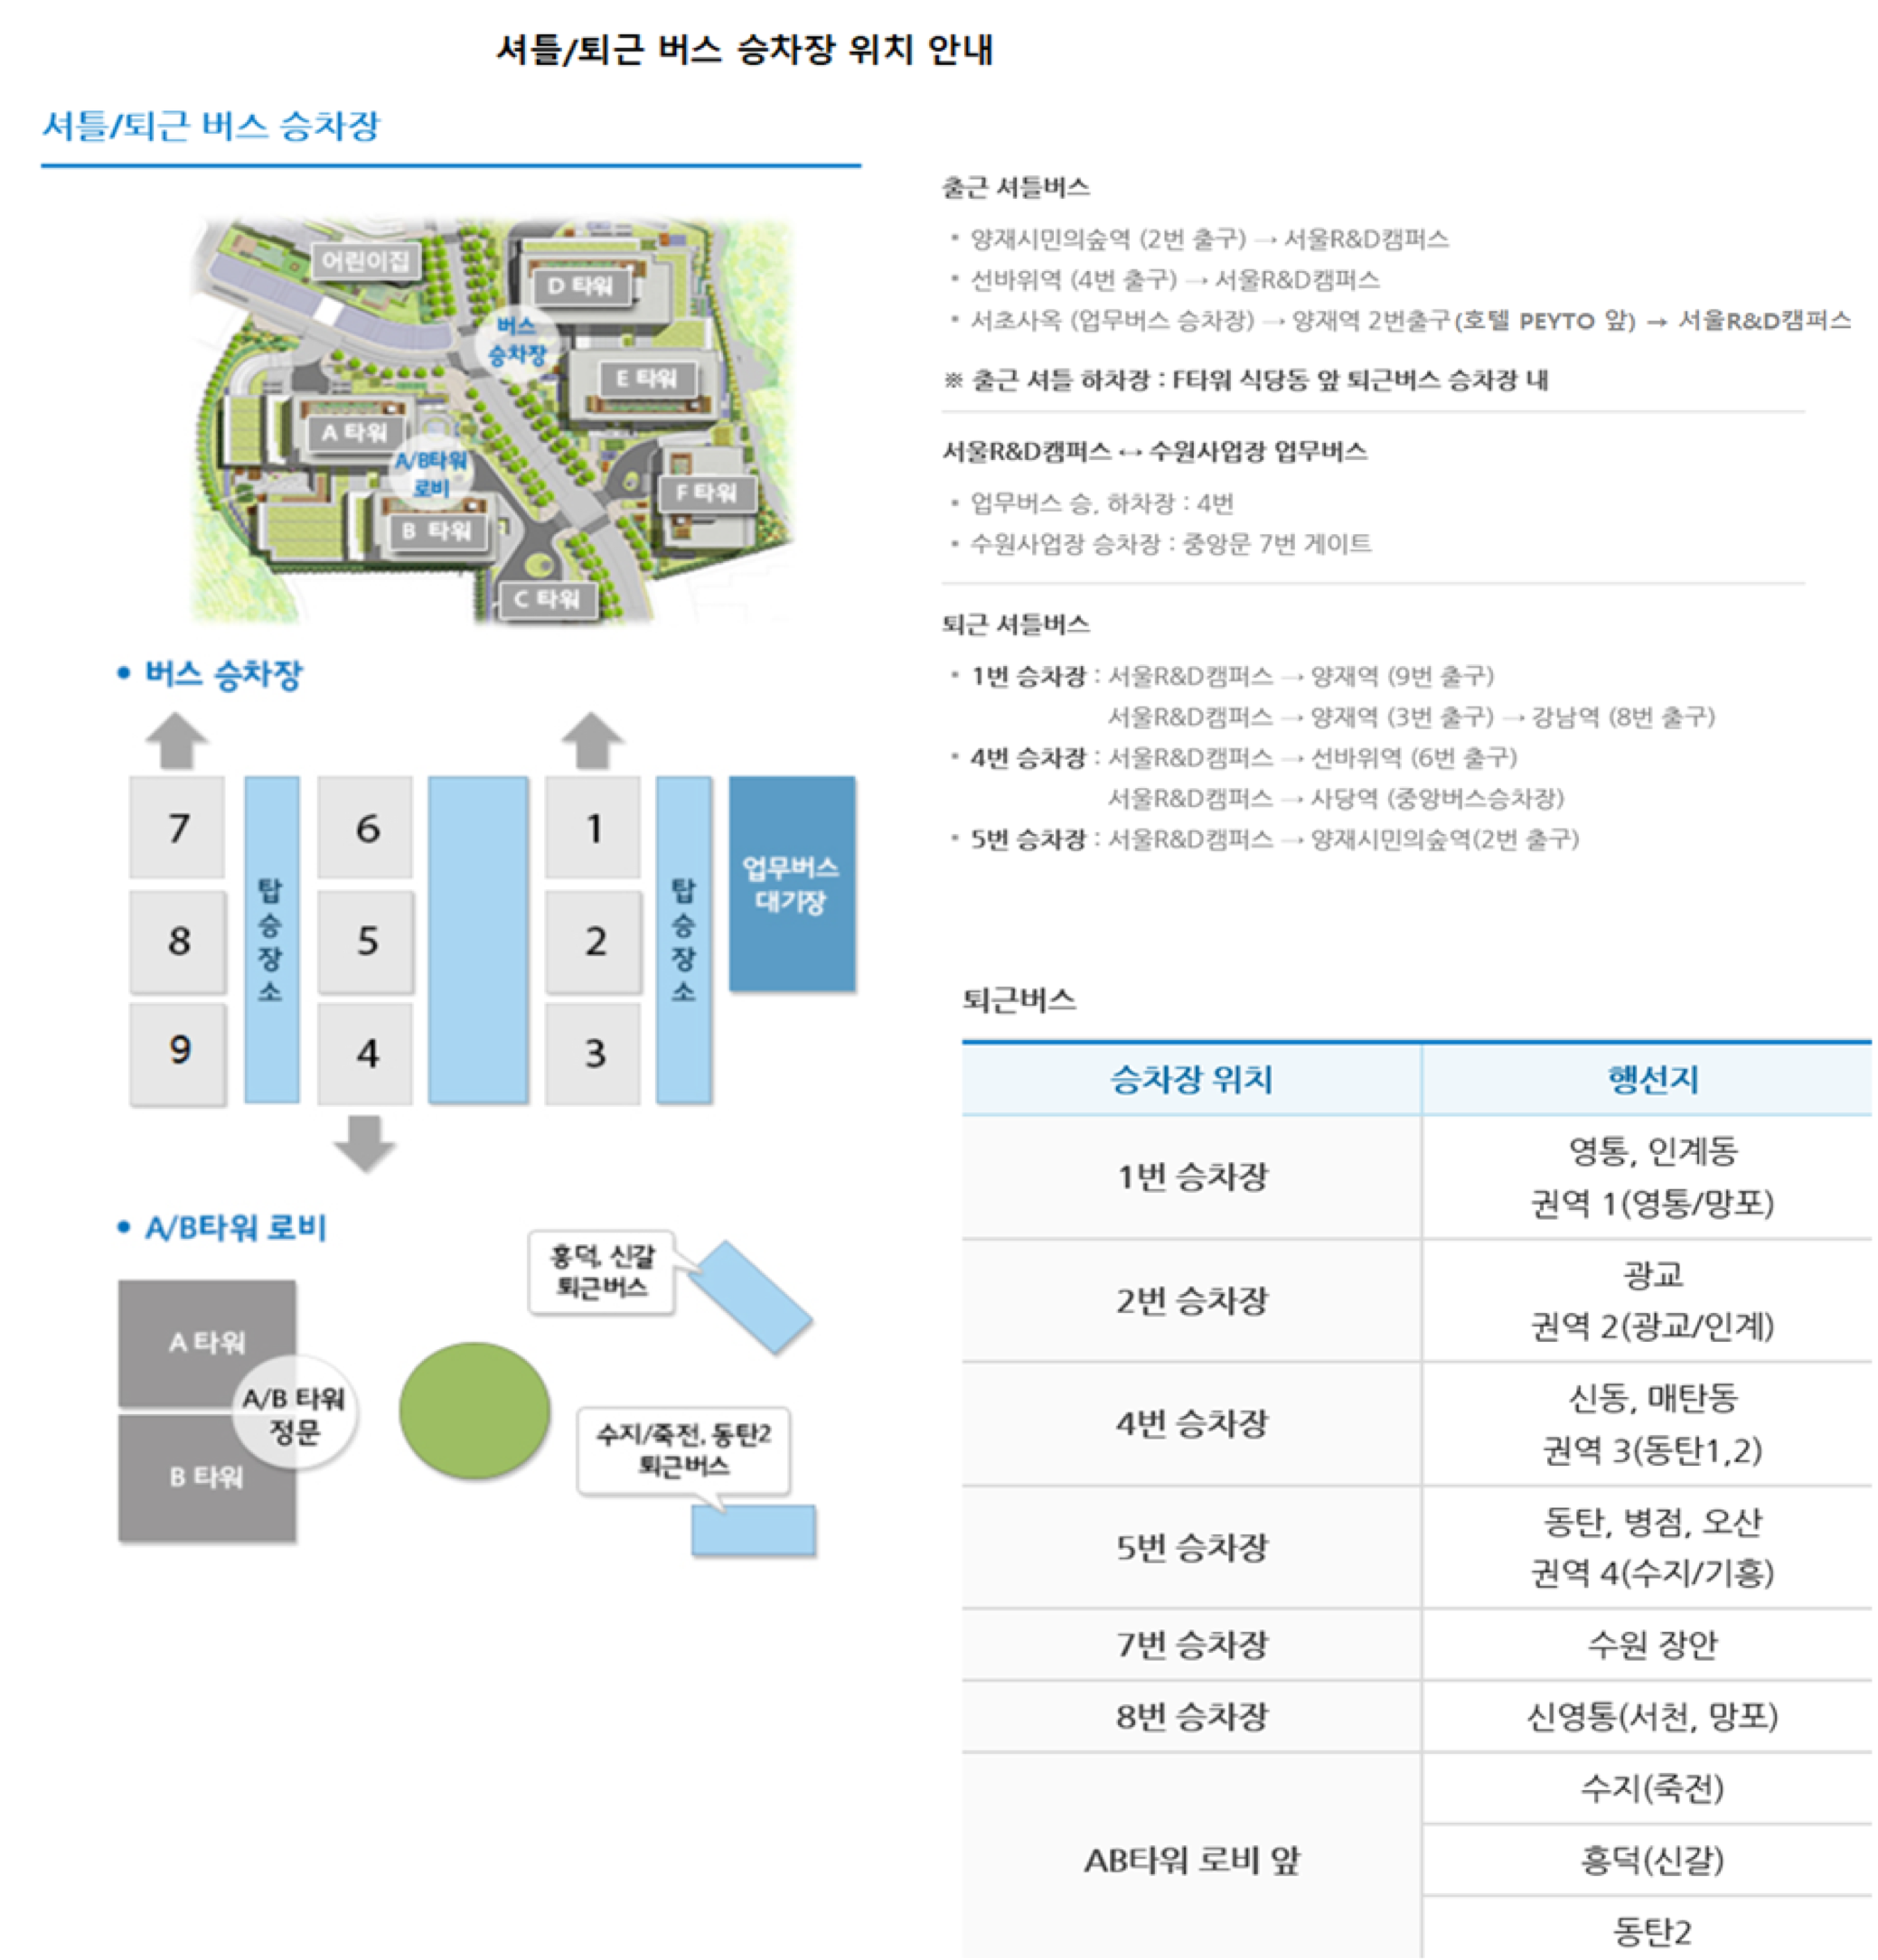 셔틀/퇴근 버스 승차장 위치 안내
셔틀/퇴근 버스 승차장
어린이집
D 타워
버스
승차장
E 타워
A 타워
A/B타워
로비
F 타워
B 타워
C 타워
• 버스 승차장
7
8
9
탑승장소
6
5
4
1
2
3
탑승장소
업무버스
대기장
• A/B타워 로비
A 타워
B 타워
A/B 타워
정문
흥덕, 신갈
퇴근버스
수지/죽전, 동탄2
퇴근버스
출근 셔틀버스
• 양재시민의숲역 (2번 출구) → 서울R&D캠퍼스
• 선바위역 (4번 출구) → 서울R&D캠퍼스
• 서초사옥 (업무버스 승차장) → 양재역 2번출구(호텔 PEYTO 앞) → 서울R&D캠퍼스
※ 출근 셔틀 하차장 : F타워 식당동 앞 퇴근버스 승차장 내
서울R&D캠퍼스 ↔ 수원사업장 업무버스
• 업무버스 승, 하차장 : 4번
• 수원사업장 승차장 : 중앙문 7번 게이트
퇴근 셔틀버스
• 1번 승차장 : 서울R&D캠퍼스 → 양재역 (9번 출구)
서울R&D캠퍼스 → 양재역 (3번 출구) → 강남역 (8번 출구)
• 4번 승차장 : 서울R&D캠퍼스 → 선바위역 (6번 출구)
서울R&D캠퍼스 → 사당역 (중앙버스승차장)
• 5번 승차장 : 서울R&D캠퍼스 → 양재시민의숲역(2번 출구)
퇴근버스
승차장 위치 행선지
1번 승차장
영통, 인계동
권역 1(영통/망포)
2번 승차장
광교
권역 2(광교/인계)
4번 승차장
신동, 매탄동
권역 3(동탄1,2)
5번 승차장
동탄, 병점, 오산
권역 4(수지/기흥)
7번 승차장 수원 장안
8번 승차장 신영통(서천, 망포)
AB타워 로비 앞
수지(죽전)
흥덕(신갈)
동탄2